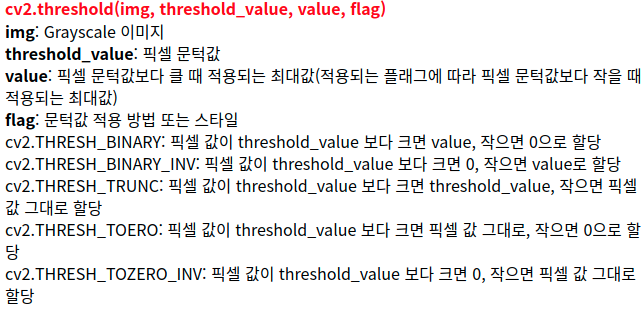 cv2.threshold(img, threshold_value, value, flag)
img: Grayscale 이미지
threshold_value: 픽셀 문턱값
value: 픽셀 문턱값보다 클 때 적용되는 최대값(적용되는 플래그에 따라 픽셀 문턱값보다 작을 때
적용되는 최대값)
flag: 문턱값 적용 방법 또는 스타일
cv2.THRESH_BINARY: 픽셀 값이 threshold_value 보다 크면 value, 작으면 0으로 할당
cv2.THRESH_BINARY_INV: 픽셀 값이 threshold_value 보다 크면 0, 작으면 value로 할당
cv2.THRESH_TRUNC: 픽셀 값이 threshold_value 보다 크면 threshold_value, 작으면 픽셀
값 그대로 할당
cv2.THRESH_TOERO: 픽셀 값이 threshold_value 보다 크면 픽셀 값 그대로, 작으면 0으로 할
당
cv2.THRESH_TOZERO_INV: 픽셀 값이 threshold_value 보다 크면 0, 작으면 픽셀 값 그대로
할당